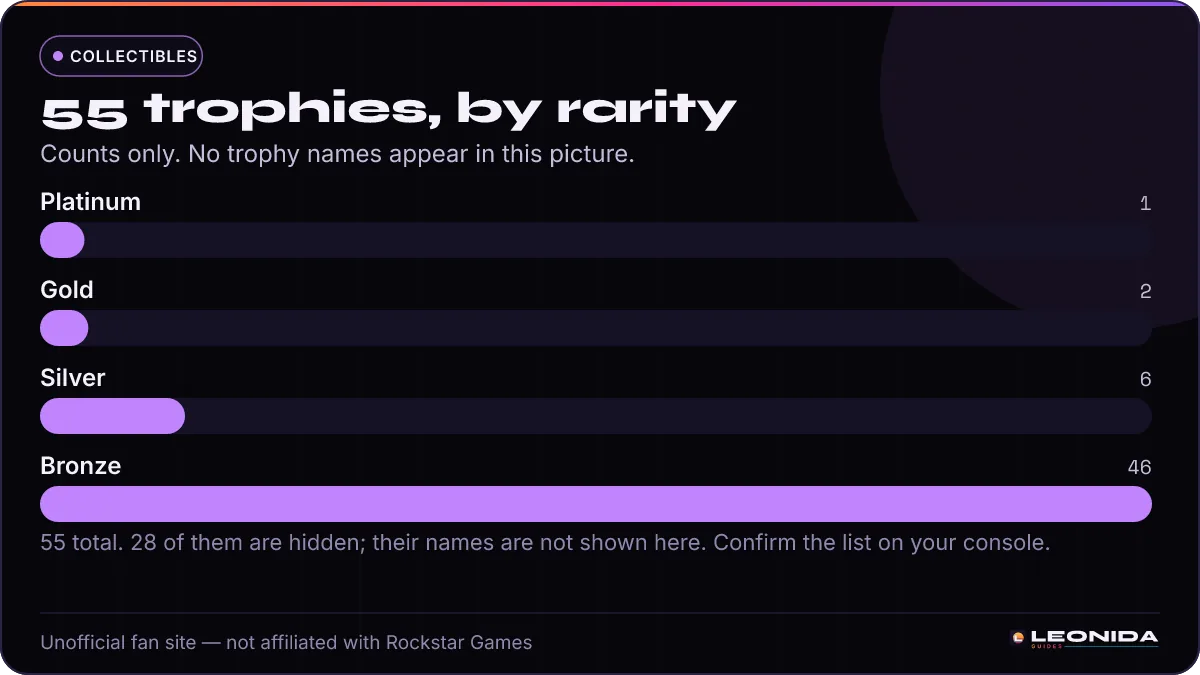 COLLECTIBLES
55 trophies, by rarity
Counts only. No trophy names appear in this picture.
Platinum 1
Gold 2
Silver 6
Bronze 46
55 total. 28 of them are hidden; their names are not shown here. Confirm the list on your console.
Unofficial fan site — not affiliated with Rockstar Games
LEONIDA
GUIDES